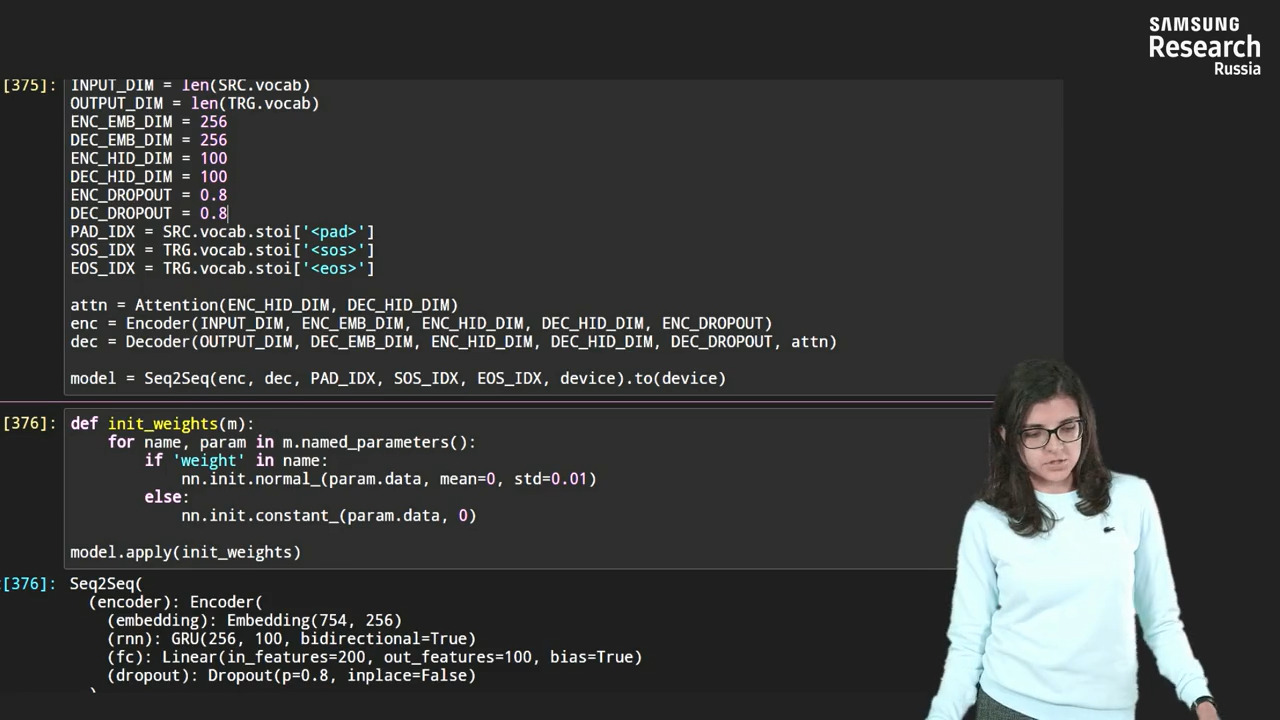 SAMSUNG
Research
Russia
[375]:
INPUT_DIM = len(SRC.vocab)
OUTPUT_DIM = len(TRG.vocab)
ENC_EMB_DIM = 256
DEC_EMB_DIM = 256
ENC_HID_DIM = 100
DEC_HID_DIM = 100
ENC_DROPOUT = 0.8
DEC_DROPOUT = 0.8
PAD_IDX = SRC.vocab.stoi['<pad>']
SOS_IDX = TRG.vocab.stoi['<sos>']
EOS_IDX = TRG.vocab.stoi['<eos>']
attn = Attention(ENC_HID_DIM, DEC_HID_DIM)
enc = Encoder(INPUT_DIM, ENC_EMB_DIM, ENC_HID_DIM, DEC_HID_DIM, ENC_DROPOUT)
dec = Decoder(OUTPUT_DIM, DEC_EMB_DIM, ENC_HID_DIM, DEC_HID_DIM, DEC_DROPOUT, attn)
model = Seq2Seq(enc, dec, PAD_IDX, SOS_IDX, EOS_IDX, device).to(device)
[376]: def init_weights(m):
for name, param in m.named_parameters():
if 'weight' in name:
nn.init.normal_(param.data, mean=0, std=0.01)
else:
nn.init.constant_(param.data, 0)
model.apply(init_weights)
:[376]: Seq2Seq(
(encoder): Encoder(
(embedding): Embedding(754, 256)
(rnn): GRU(256, 100, bidirectional=True)
(fc): Linear(in_features=200, out_features=100, bias=True)
(dropout): Dropout(p=0.8, inplace=False)